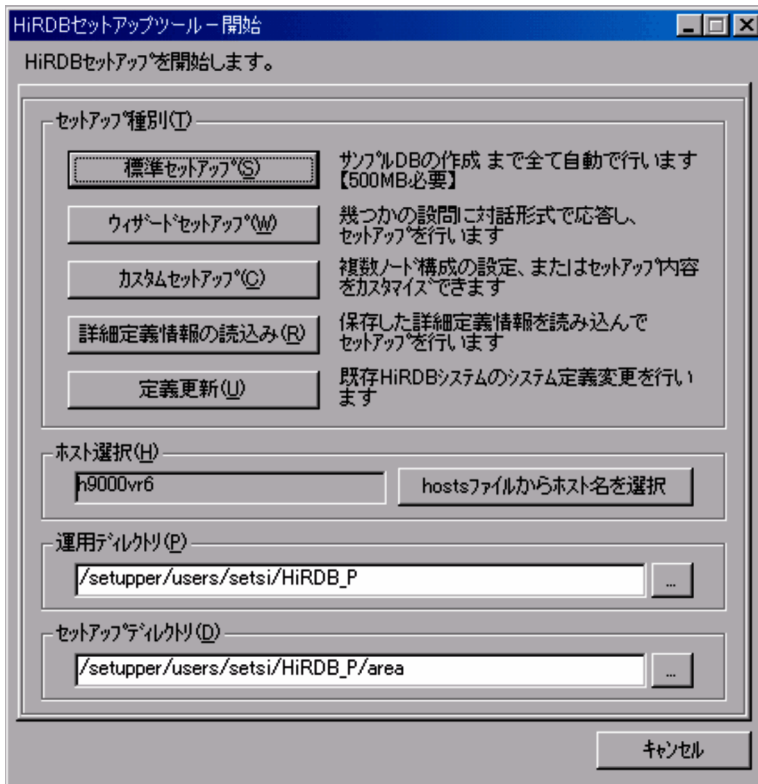 HiRDBセットアップツール－開始
HiRDBｾｯﾄｱｯﾌﾟを開始します。
ｾｯﾄｱｯﾌﾟ種別(T)
標準ｾｯﾄｱｯﾌﾟ(S)
ｻﾝﾌﾟﾙDBの作成 まで全て自動で行います
【500MB必要】
ｳｨｻﾞｰﾄﾞｾｯﾄｱｯﾌﾟ(W)
幾つかの設問に対話形式で応答し、
ｾｯﾄｱｯﾌﾟを行います
ｶｽﾀﾑｾｯﾄｱｯﾌﾟ(C)
複数ﾉｰﾄﾞ構成の設定、またはｾｯﾄｱｯﾌﾟ内容
をｶｽﾀﾏｲｽﾞできます
詳細定義情報の読込み(R)
保存した詳細定義情報を読み込んで
ｾｯﾄｱｯﾌﾟを行います
定義更新(U)
既存HiRDBｼｽﾃﾑのｼｽﾃﾑ定義変更を行い
ます
ﾎｽﾄ選択(H)
h9000vr6
hostsﾌｧｲﾙからﾎｽﾄ名を選択
運用ﾃﾞｨﾚｸﾄﾘ(P)
/setupper/users/setsi/HiRDB_P
...
ｾｯﾄｱｯﾌﾟﾃﾞｨﾚｸﾄﾘ(D)
/setupper/users/setsi/HiRDB_P/area
...
ｷｬﾝｾﾙ